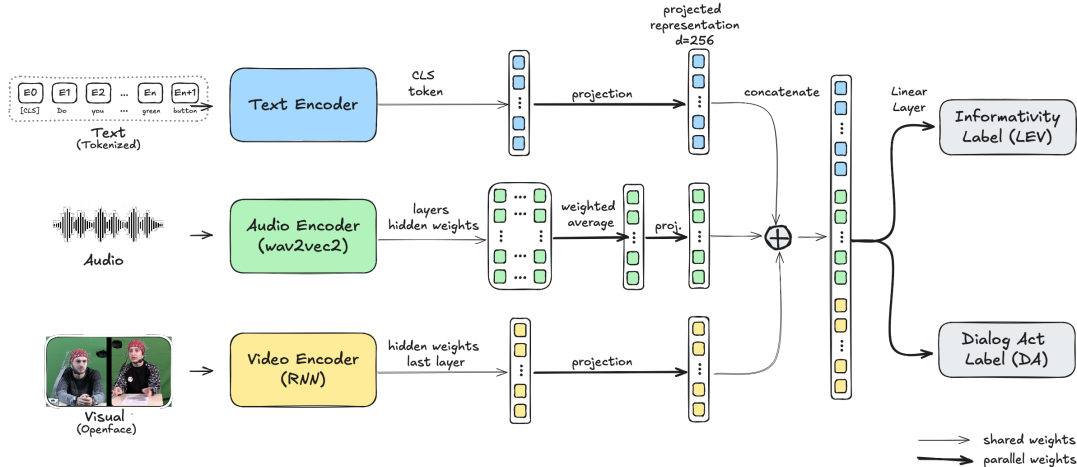 projected
representation
d=256
E0 E1 E2 ... En En+1
[CLS] Do you ... green button
Text
(Tokenized)
Text Encoder
CLS
token
projection
concatenate
Linear
Layer
Informativity
Label (LEV)
Audio
Audio Encoder
(wav2vec2)
layers
hidden weights
weighted
average
proj.
Visual
(Openface)
Video Encoder
(RNN)
hidden weights
last layer
projection
Dialog Act
Label (DA)
shared weights
parallel weights